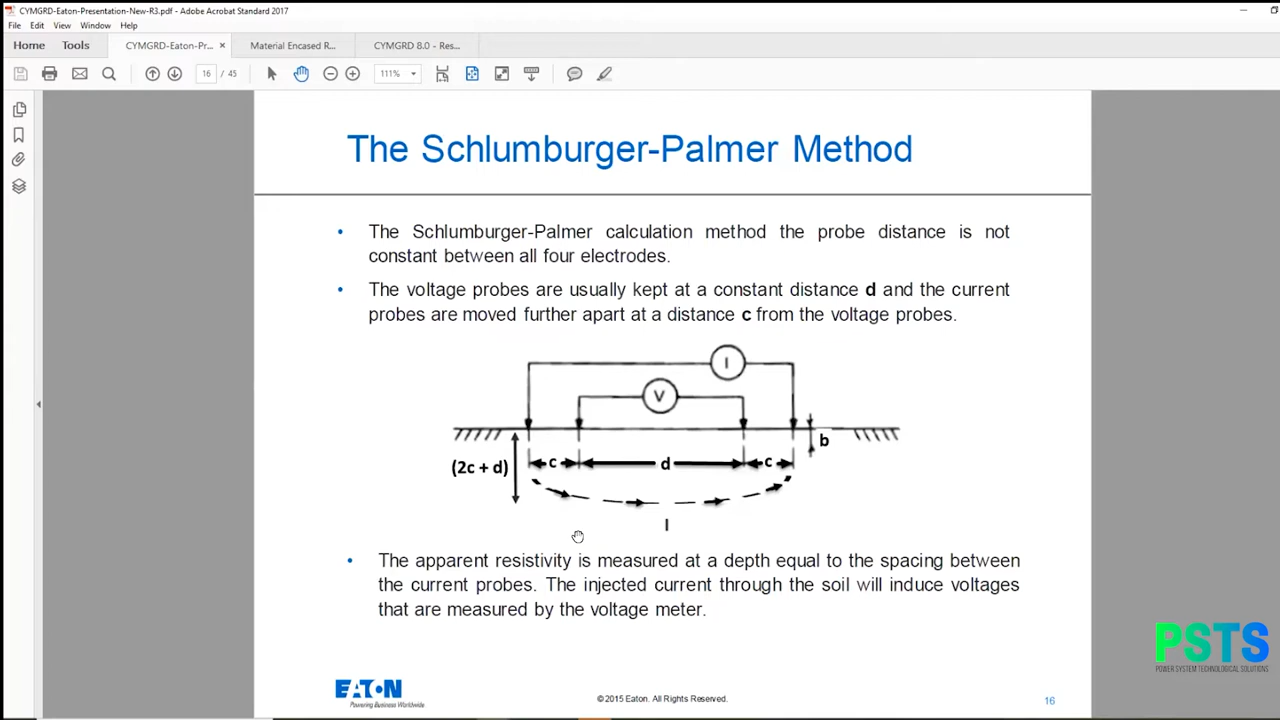 CYMGRD-Eaton-Presentation-New-R3.pdf - Adobe Acrobat Standard 2017
File Edit View Window Help
Home Tools CYMGRD-Eaton-Pr... × Material Encased R... CYMGRD 8.0 - Res...
16 / 45 111%
The Schlumburger-Palmer Method
• The Schlumburger-Palmer calculation method the probe distance is not
constant between all four electrodes.
• The voltage probes are usually kept at a constant distance d and the current
probes are moved further apart at a distance c from the voltage probes.
I
V
b
(2c + d) c d c
I
• The apparent resistivity is measured at a depth equal to the spacing between
the current probes. The injected current through the soil will induce voltages
that are measured by the voltage meter.
PSTS
POWER SYSTEM TECHNOLOGICAL SOLUTIONS
EATON
Powering Business Worldwide
©2015 Eaton. All Rights Reserved.
16